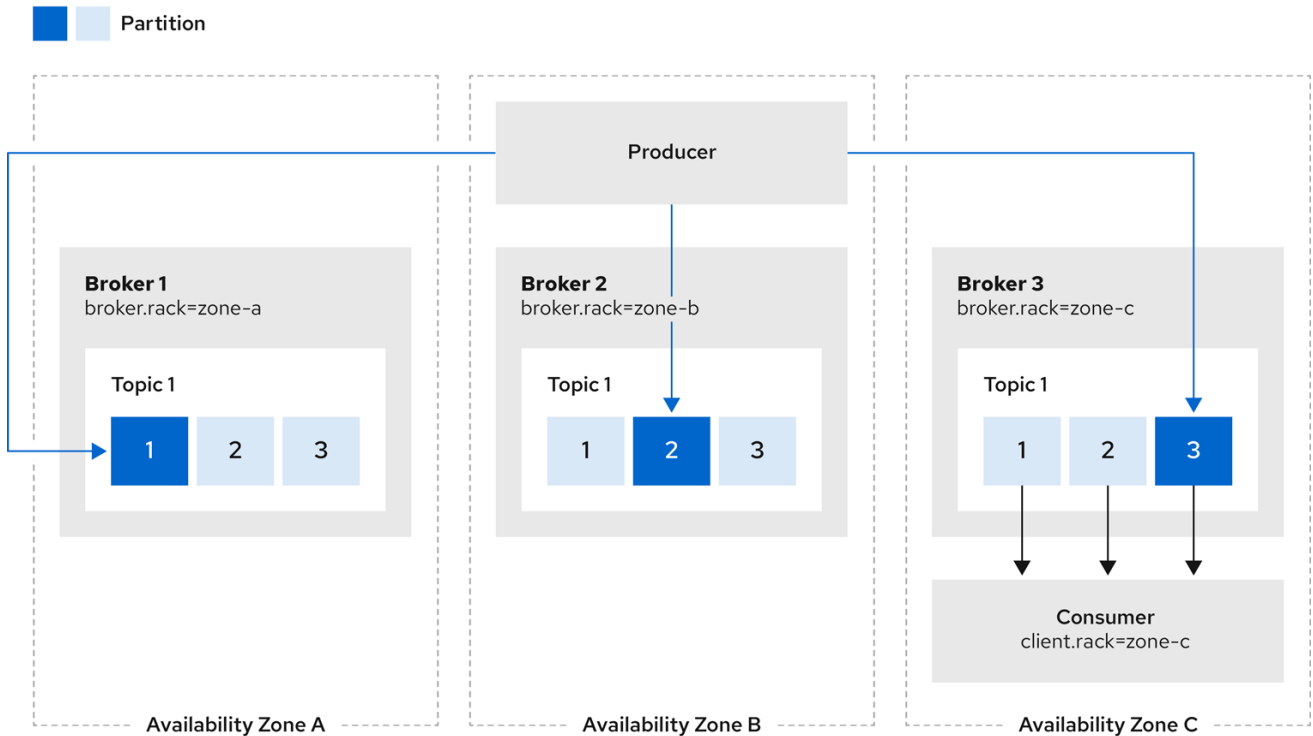 Partition
Producer
Broker 1
broker.rack=zone-a
Topic 1
1 2 3
Broker 2
broker.rack=zone-b
Topic 1
1 2 3
Broker 3
broker.rack=zone-c
Topic 1
1 2 3
Consumer
client.rack=zone-c
Availability Zone A
Availability Zone B
Availability Zone C